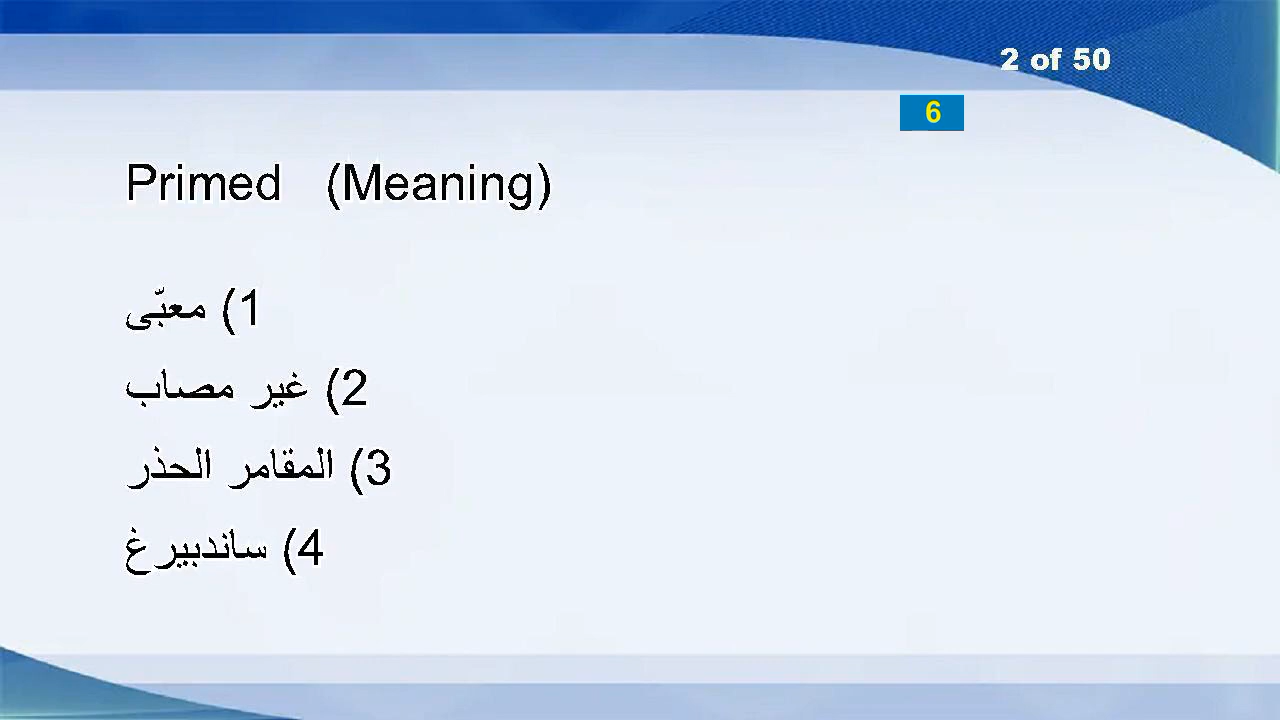 2 of 50
6
Primed (Meaning)
1) معبّى
2) غير مصاب
3) المقامر الحذر
4) ساندبيرغ